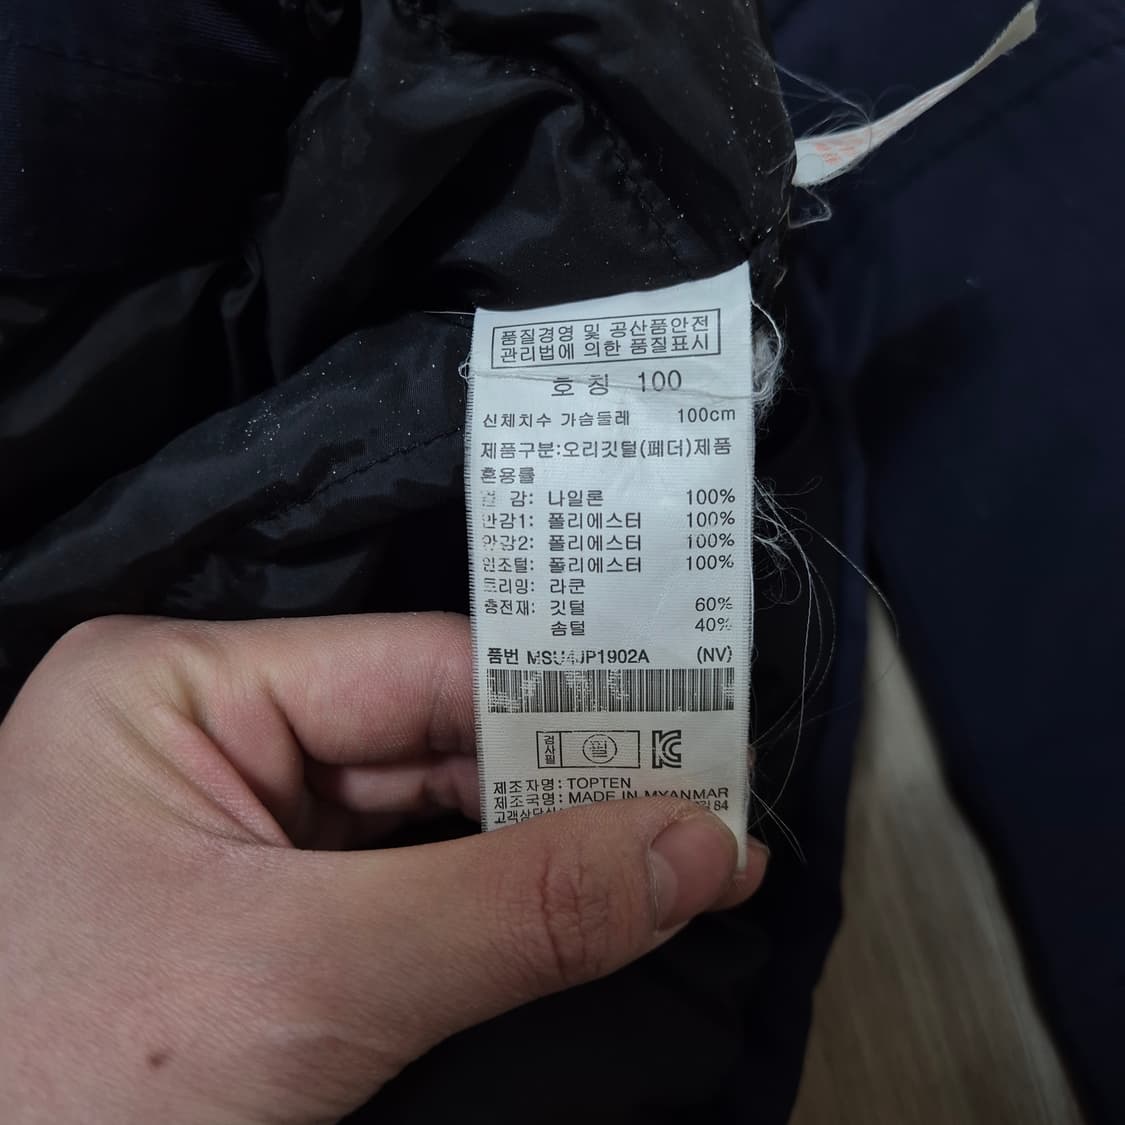 품질경영 및 공산품안전
관리법에 의한 품질표시
호 칭 100
신체치수 가슴둘레 100cm
제품구분:오리깃털(페더)제품
혼용률
겉 감: 나일론 100%
안감1: 폴리에스터 100%
안감2: 폴리에스터 100%
인조털: 폴리에스터 100%
트리밍: 라쿤
충전재: 깃털 60%
솜털 40%
품번 MSU4JP1902A (NV)
검사필
필
KC
제조자명: TOPTEN
제조국명: MADE IN MYANMAR
84